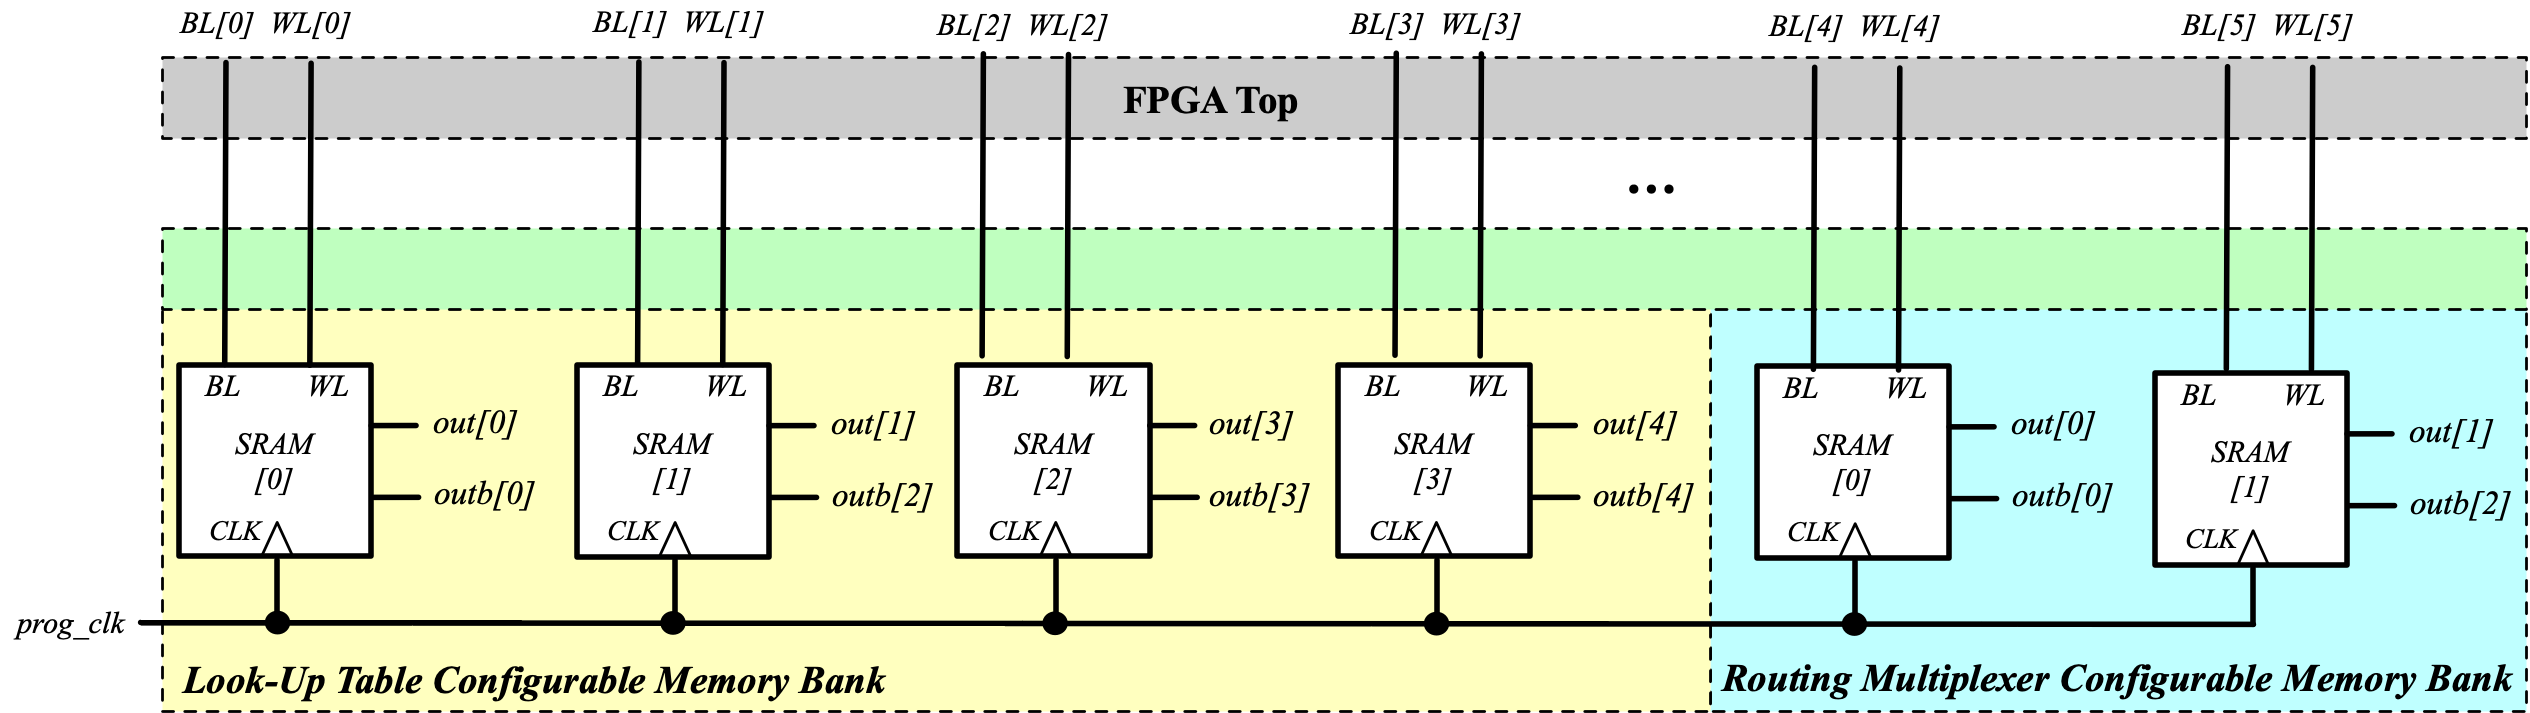 BL[0] WL[0] BL[1] WL[1] BL[2] WL[2] BL[3] WL[3] BL[4] WL[4] BL[5] WL[5]
FPGA Top
...
BL WL BL WL BL WL BL WL BL WL BL WL
out[0] out[1] out[3] out[4] out[0] out[1]
SRAM SRAM SRAM SRAM SRAM SRAM
[0] [1] [2] [3] [0] [1]
outb[0] outb[2] outb[3] outb[4] outb[0] outb[2]
CLK CLK CLK CLK CLK CLK
prog_clk
Look-Up Table Configurable Memory Bank
Routing Multiplexer Configurable Memory Bank